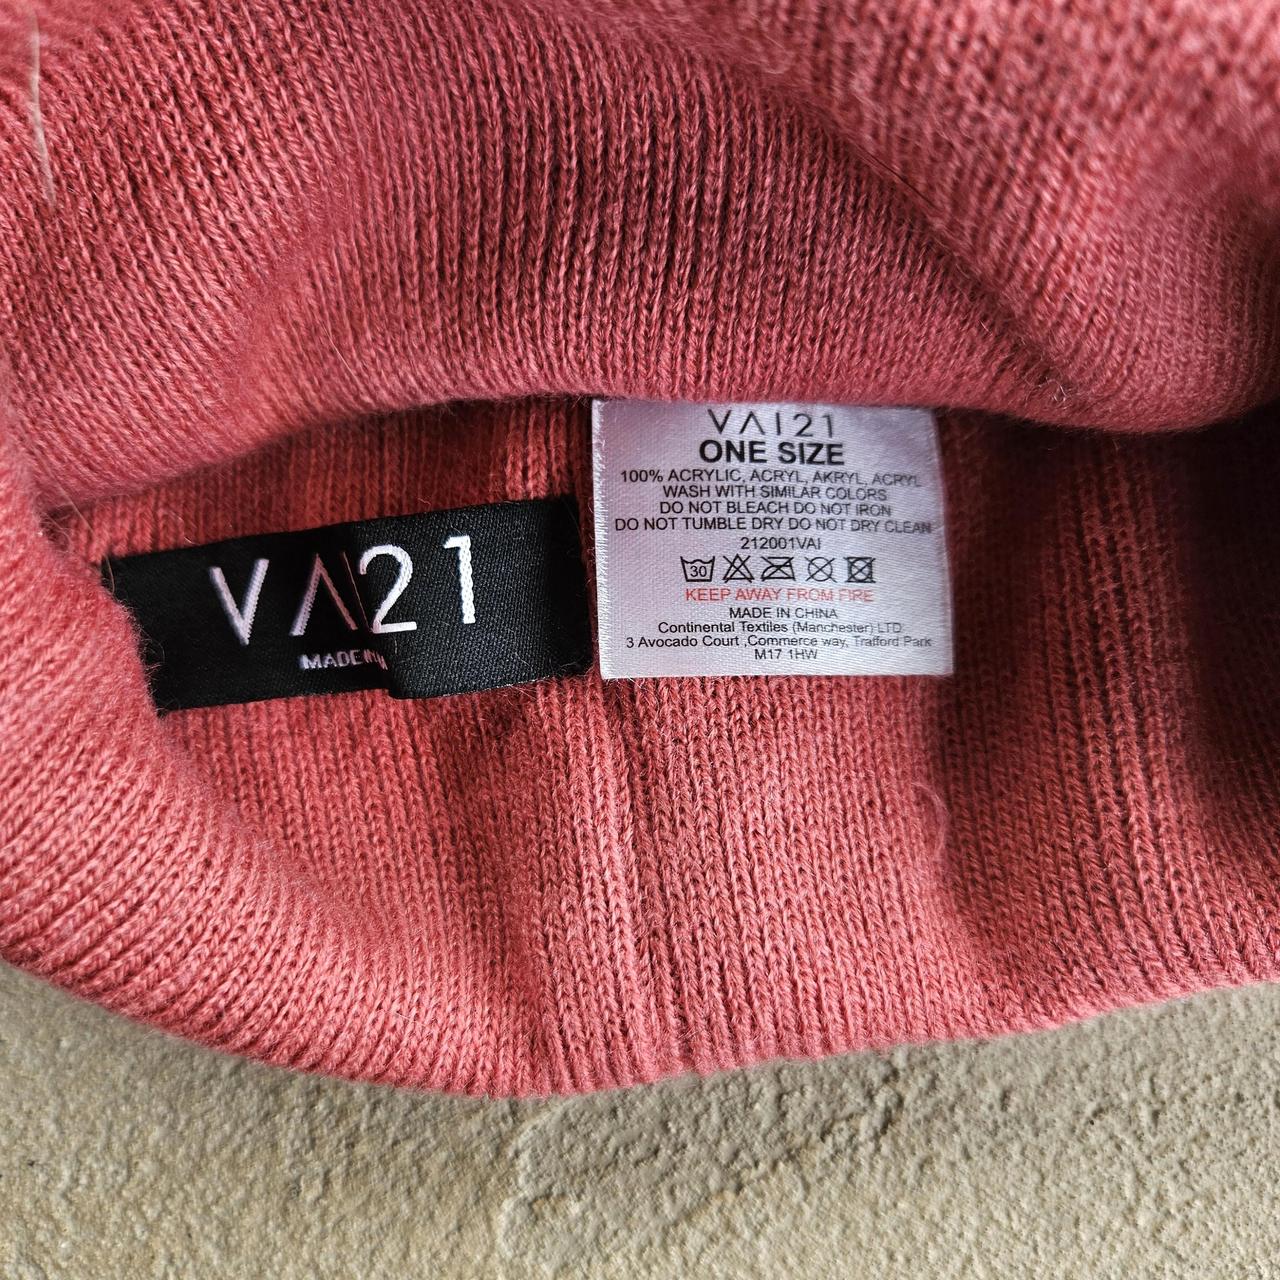 VAI21
MADE IN
VAI21
ONE SIZE
100% ACRYLIC, ACRYL, AKRYL, ACRYL
WASH WITH SIMILAR COLORS
DO NOT BLEACH DO NOT IRON
DO NOT TUMBLE DRY DO NOT DRY CLEAN
212001VAI
30
KEEP AWAY FROM FIRE
MADE IN CHINA
Continental Textiles (Manchester) LTD
3 Avocado Court ,Commerce way, Trafford Park
M17 1HW